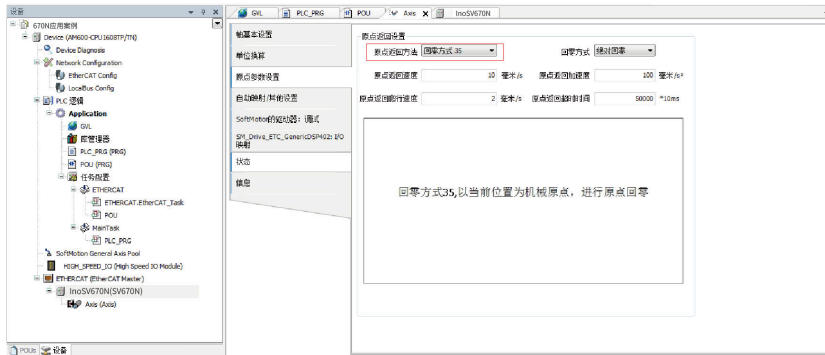 设备
670N应用案例
Device (AM600-CPU1608TP/TN)
Device Diagnosis
Network Configuration
EtherCAT Config
LocalBus Config
PLC 逻辑
Application
GVL
库管理器
PLC_PRG (PRG)
POU (PRG)
任务配置
ETHERCAT
ETHERCAT.EtherCAT_Task
POU
MainTask
PLC_PRG
SoftMotion General Axis Pool
HIGH_SPEED_IO (High Speed IO Module)
ETHERCAT (EtherCAT Master)
InoSV670N(SV670N)
Axis (Axis)
POUs 设备
GVL PLC_PRG POU Axis InoSV670N
轴基本设置
单位换算
原点参数设置
自动映射/其他设置
SoftMotion的驱动器：调式
SM_Drive_ETC_GenericDSP402: I/O
映射
状态
信息
原点返回设置
原点返回方法 回零方式 35 回零方式 绝对回零
原点返回速度 10 毫米/s 原点返回加速度 100 毫米/s²
原点返回爬行速度 2 毫米/s 原点返回超时时间 50000 *10ms
回零方式35,以当前位置为机械原点，进行原点回零